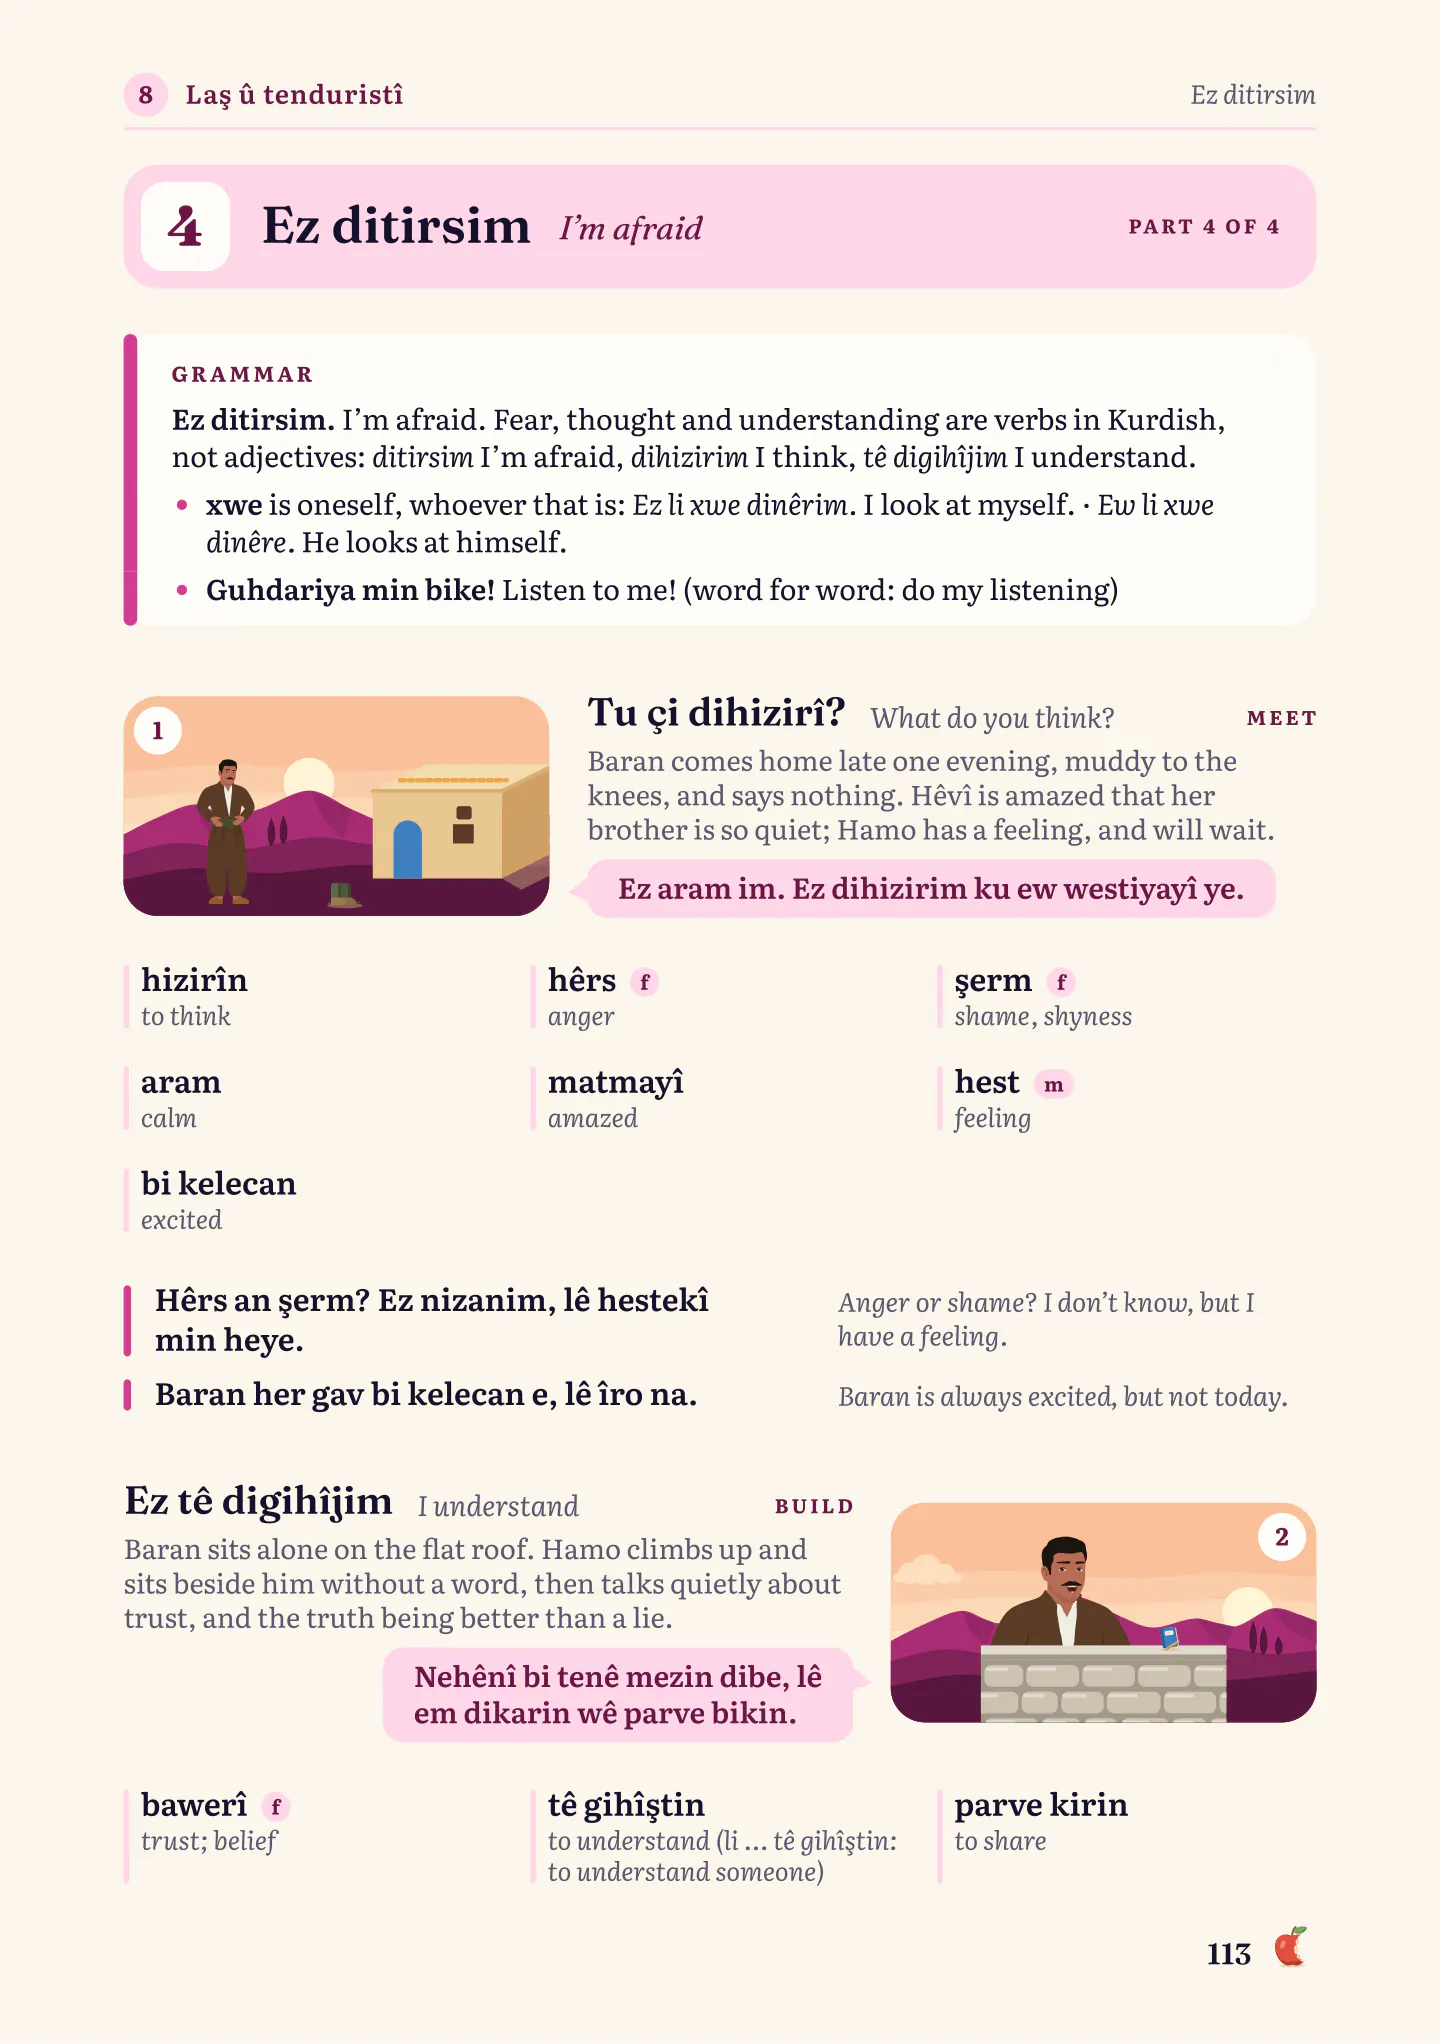 8 Laş û tenduristî
Ez ditirsim
4 Ez ditirsim I’m afraid PART 4 OF 4
GRAMMAR
Ez ditirsim. I’m afraid. Fear, thought and understanding are verbs in Kurdish,
not adjectives: ditirsim I’m afraid, dihizirim I think, tê digihîjim I understand.
• xwe is oneself, whoever that is: Ez li xwe dinêrim. I look at myself. · Ew li xwe
dinêre. He looks at himself.
• Guhdariya min bike! Listen to me! (word for word: do my listening)
1
Tu çi dihizirî? What do you think? MEET
Baran comes home late one evening, muddy to the
knees, and says nothing. Hêvî is amazed that her
brother is so quiet; Hamo has a feeling, and will wait.
Ez aram im. Ez dihizirim ku ew westiyayî ye.
hizirîn
to think
hêrs f
anger
şerm f
shame, shyness
aram
calm
matmayî
amazed
hest m
feeling
bi kelecan
excited
Hêrs an şerm? Ez nizanim, lê hestekî
min heye.
Anger or shame? I don’t know, but I
have a feeling.
Baran her gav bi kelecan e, lê îro na.
Baran is always excited, but not today.
Ez tê digihîjim I understand BUILD
Baran sits alone on the flat roof. Hamo climbs up and
sits beside him without a word, then talks quietly about
trust, and the truth being better than a lie.
Nehênî bi tenê mezin dibe, lê
em dikarin wê parve bikin.
2
bawerî f
trust; belief
tê gihîştin
to understand (li … tê gihîştin:
to understand someone)
parve kirin
to share
113